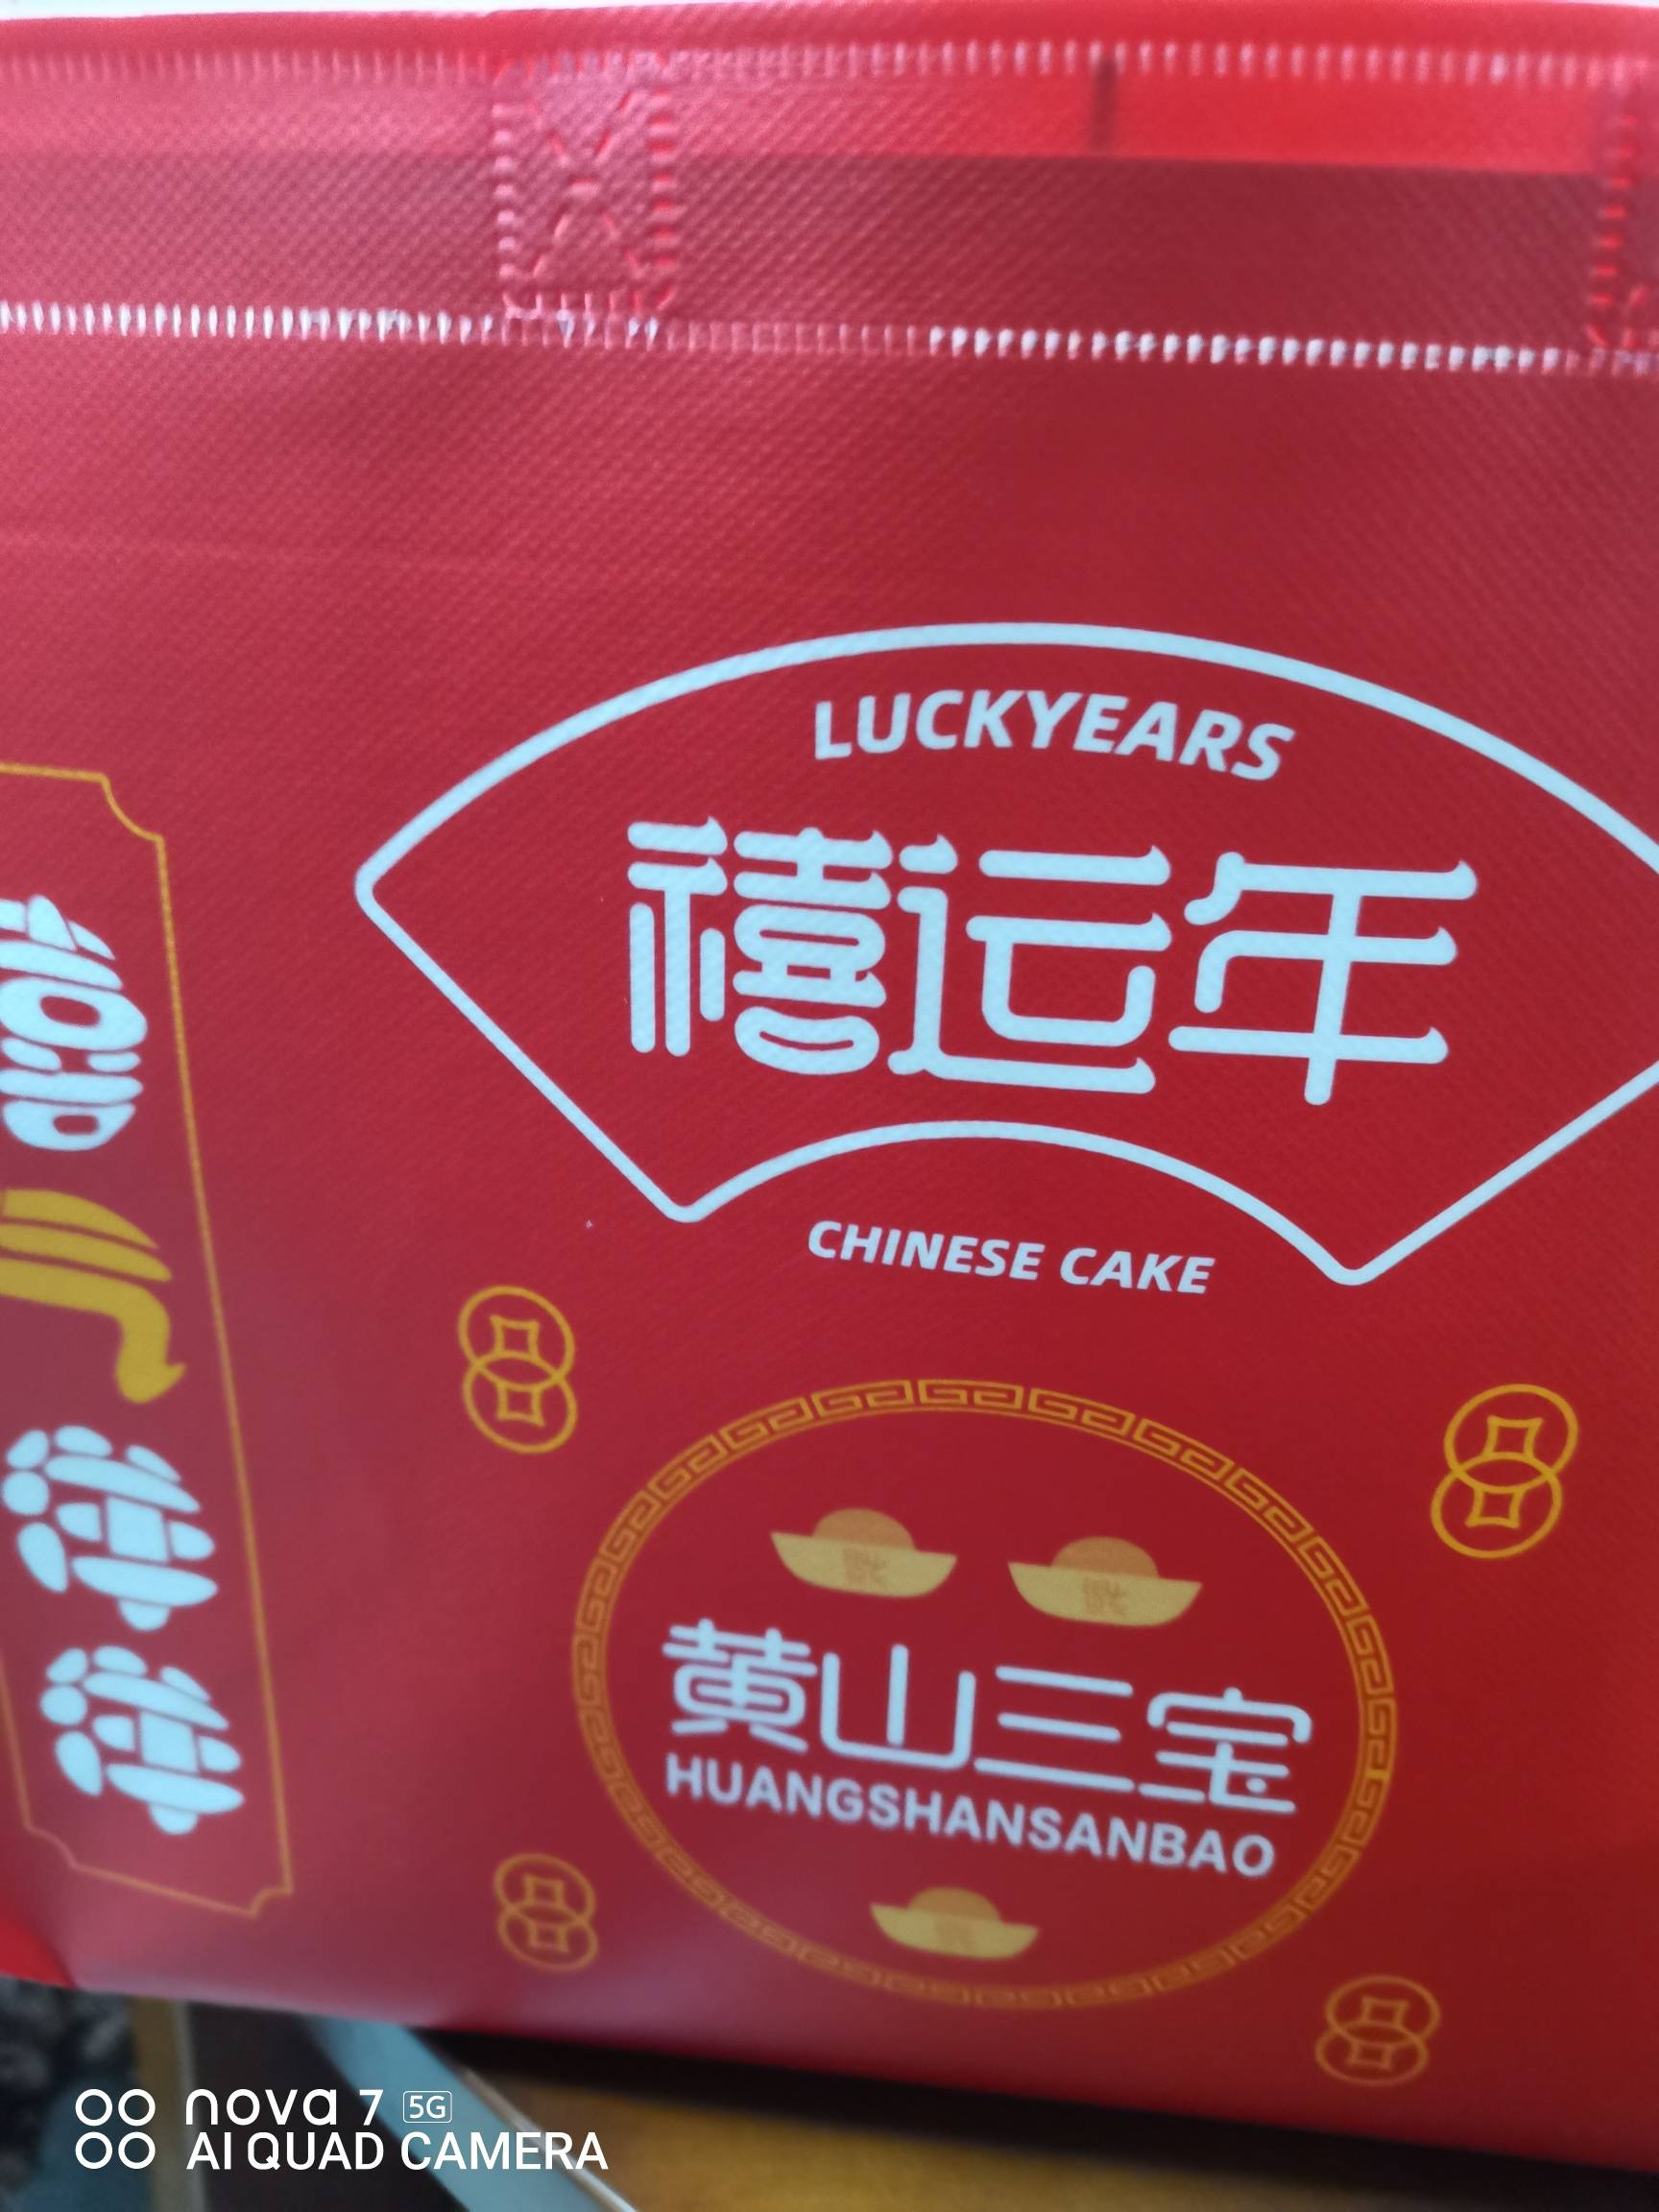 LUCKYEARS
禧运年
CHINESE CAKE
黄山三宝
HUANGSHANSANBAO
nova 7 5G
AI QUAD CAMERA